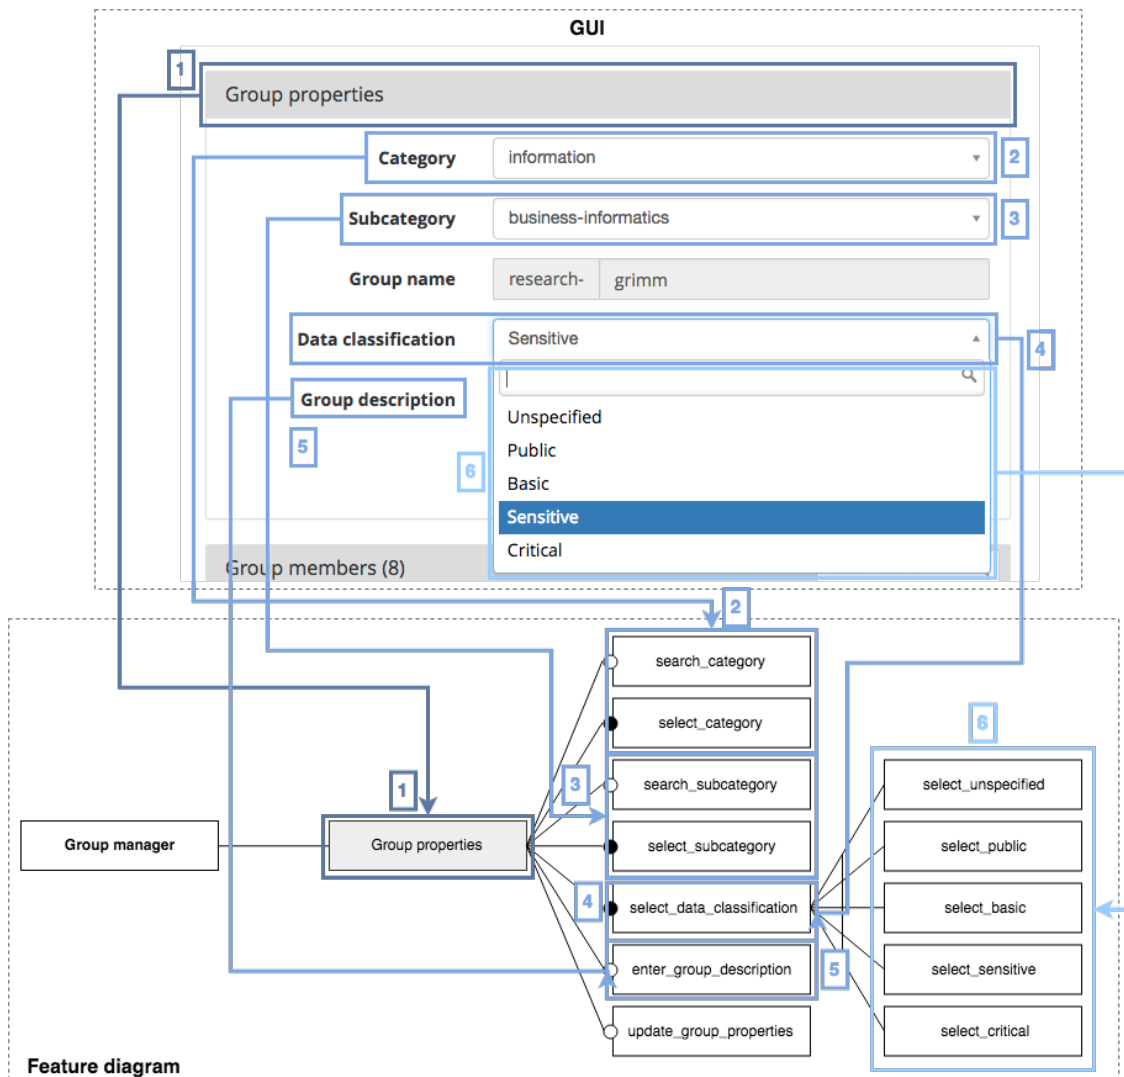 GUI
1
Group properties
Category information 2
Subcategory business-informatics 3
Group name research- grimm
Data classification Sensitive 4
Group description
5
6
Unspecified
Public
Basic
Sensitive
Critical
Group members (8)
2
search_category
select_category
6
3
search_subcategory
select_unspecified
1
Group manager
Group properties
select_subcategory
select_public
4
select_data_classification
select_basic
enter_group_description
5
select_sensitive
update_group_properties
select_critical
Feature diagram